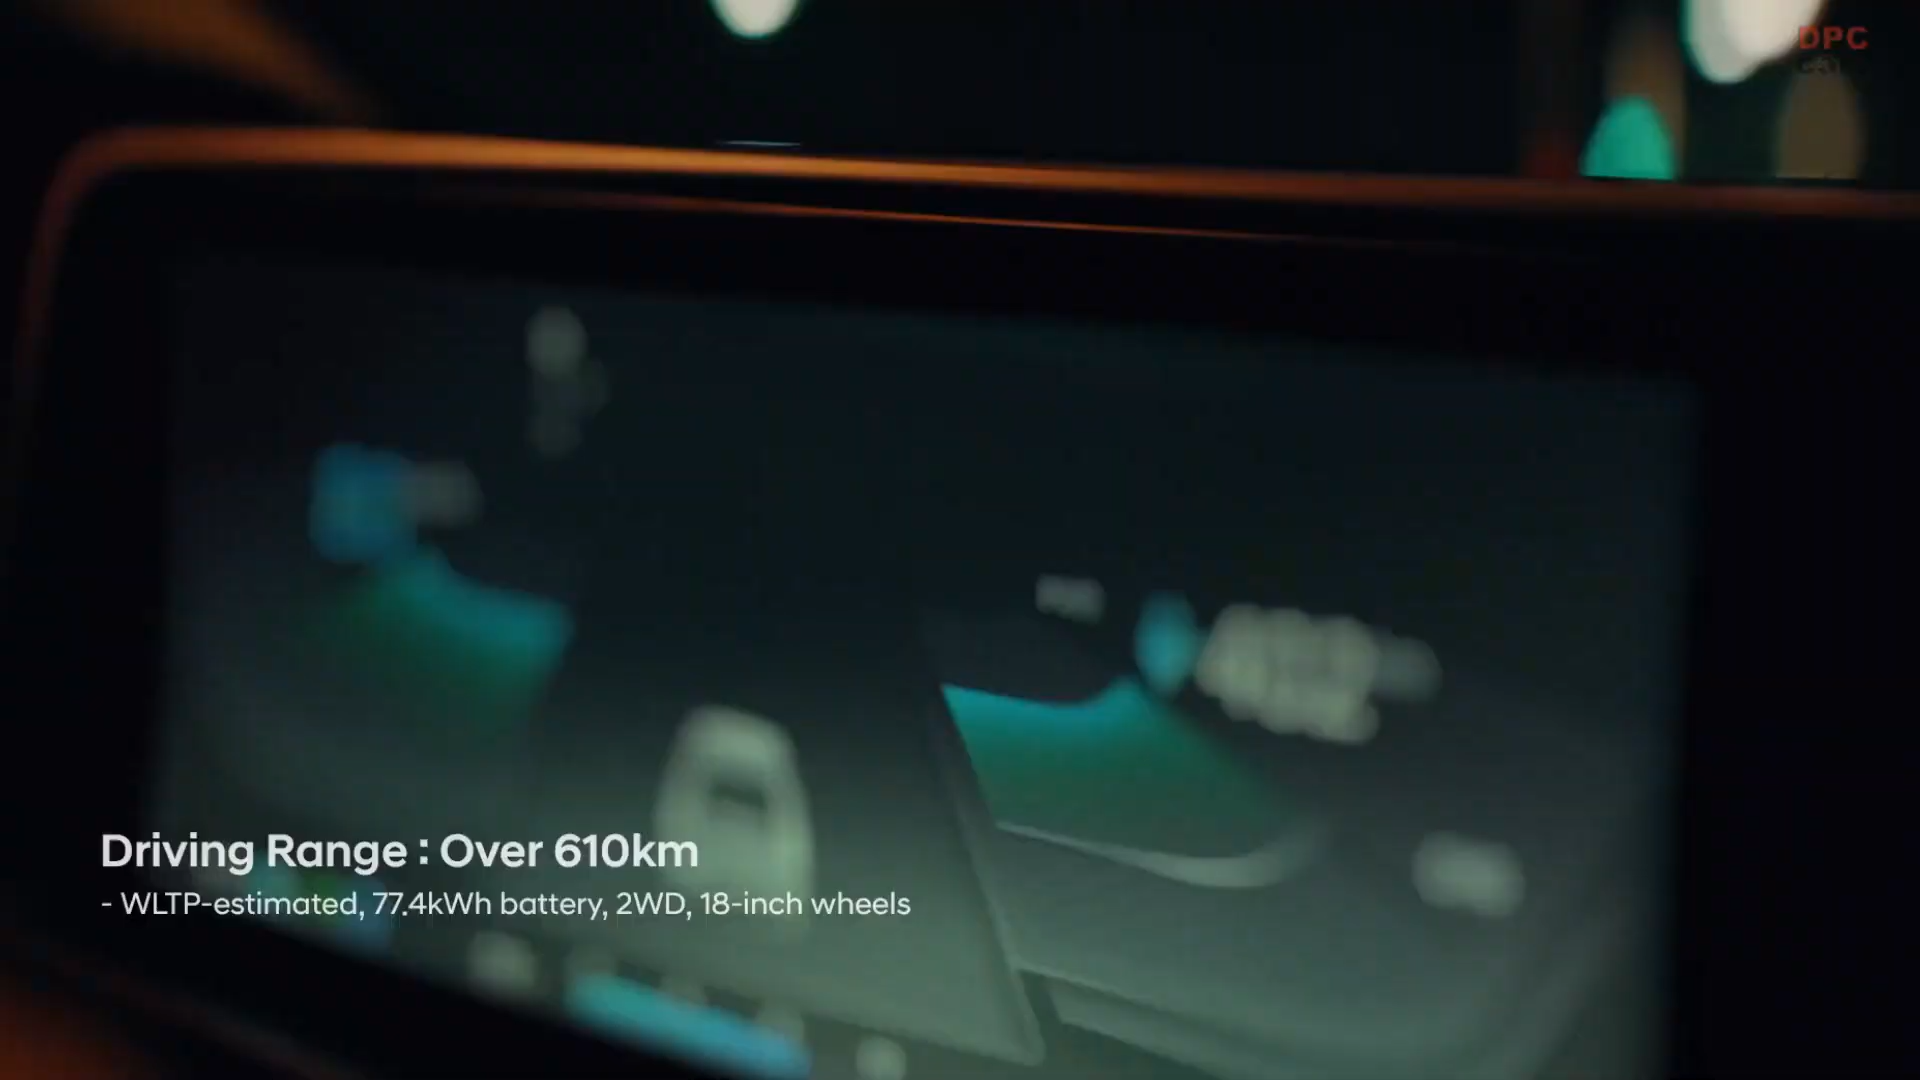 DPC
Driving Range : Over 610km
- WLTP-estimated, 77.4kWh battery, 2WD, 18-inch wheels